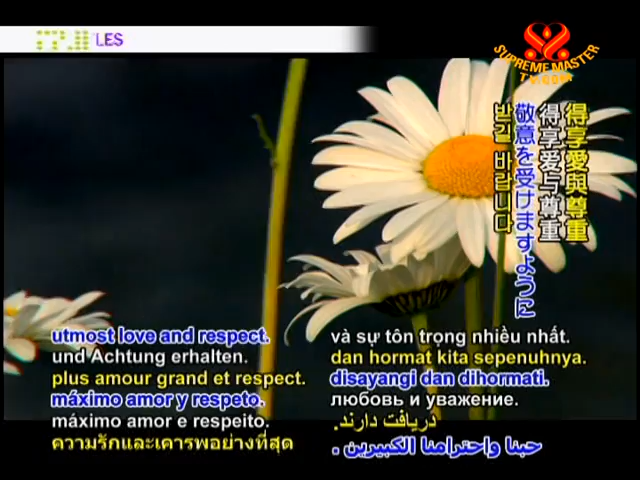 LES
SUPREME MASTER
TV.COM
得享愛與尊重
得享爱与尊重
敬意を受けますように
받길 바랍니다
utmost love and respect.
und Achtung erhalten.
plus amour grand et respect.
máximo amor y respeto.
máximo amor e respeito.
ความรักและเคารพอย่างที่สุด
và sự tôn trọng nhiều nhất.
dan hormat kita sepenuhnya.
disayangi dan dihormati.
любовь и уважение.
دریافت دارند.
حبنا واحترامنا الكبيرين .